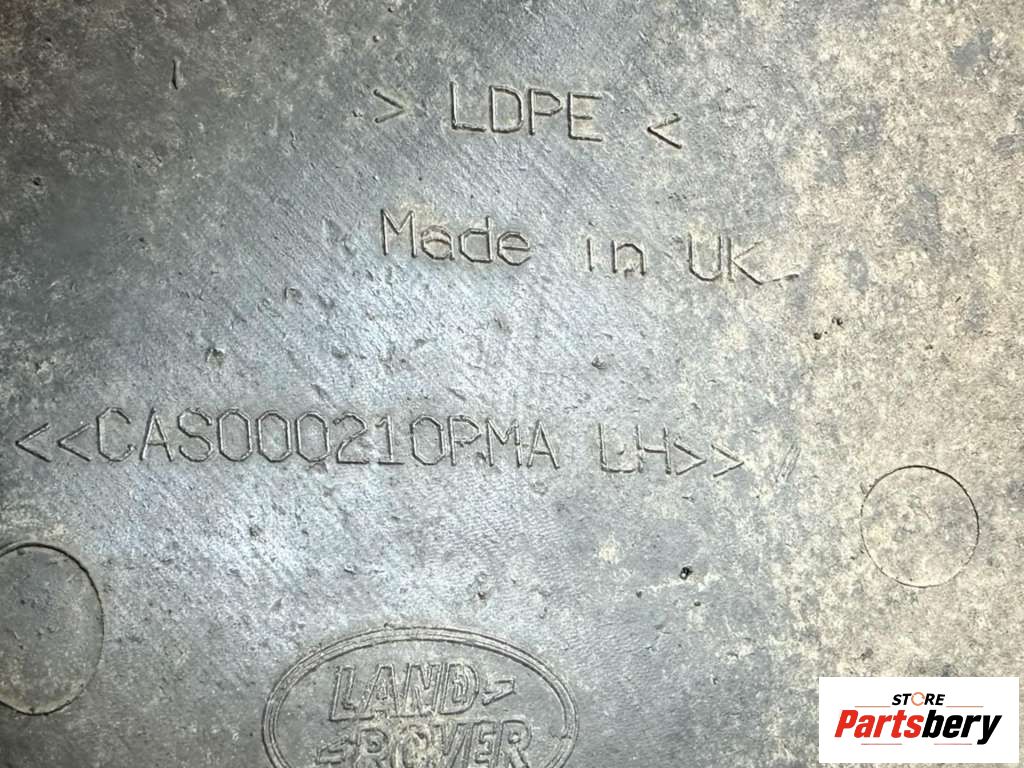 > LDPE <
Made in UK
<<CAS000210PMA LH>>
LAND
ROVER
STORE
Partsbery